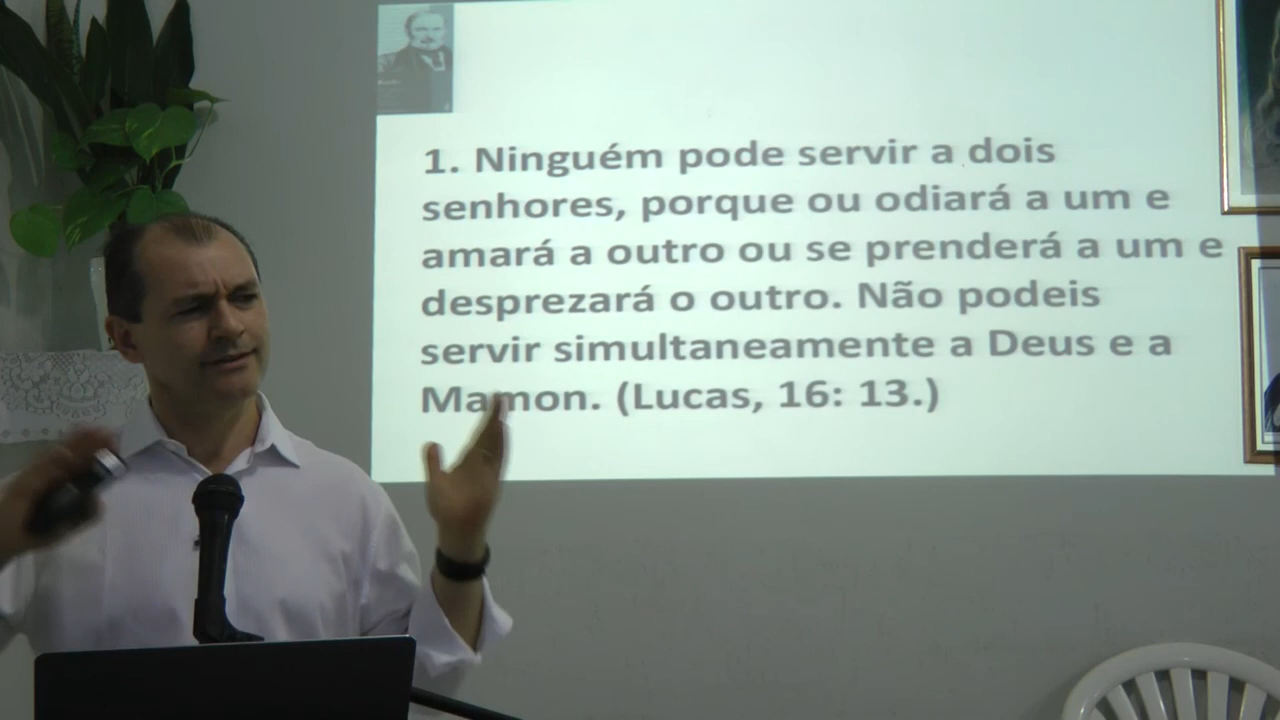 1. Ninguém pode servir a dois
senhores, porque ou odiará a um e
amará a outro ou se prenderá a um e
desprezará o outro. Não podeis
servir simultaneamente a Deus e a
Mamon. (Lucas, 16: 13.)